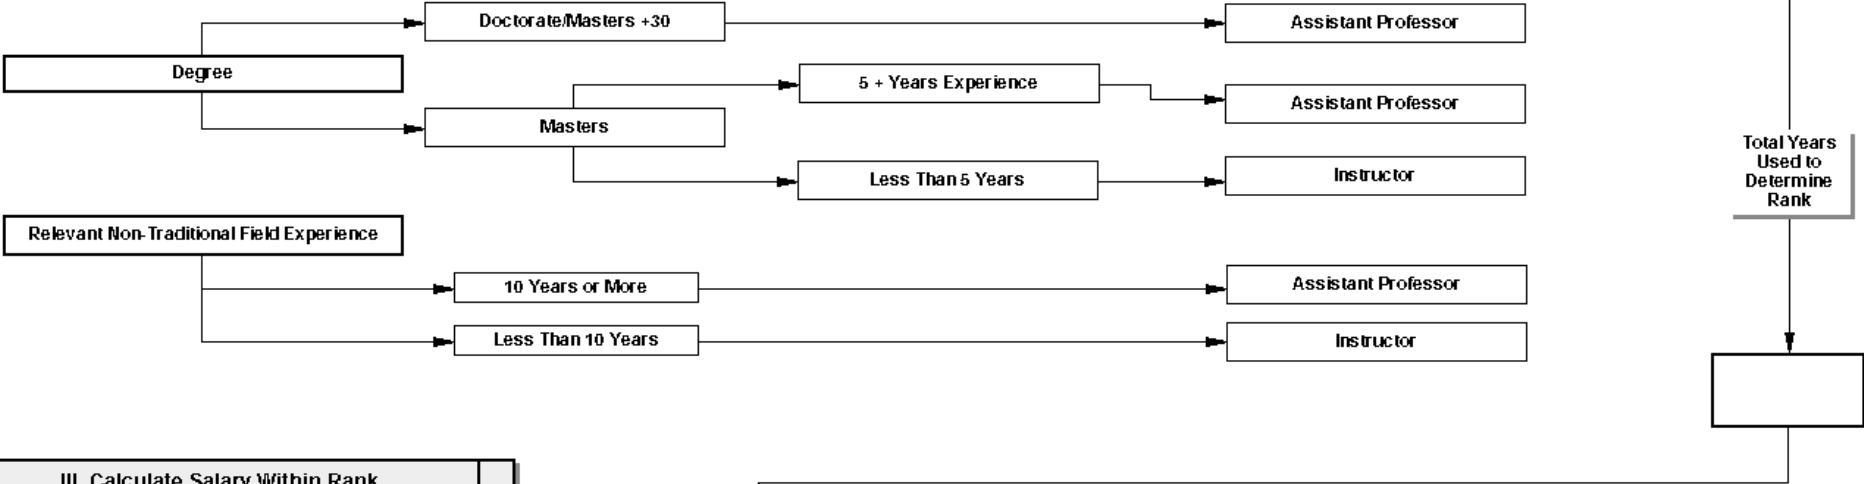 Doctorate/Masters +30
Assistant Professor
Degree
5 + Years Experience
Assistant Professor
Masters
Less Than 5 Years
Instructor
Total Years
Used to
Determine
Rank
Relevant Non-Traditional Field Experience
10 Years or More
Assistant Professor
Less Than 10 Years
Instructor
III. Calculate Salary Within Rank